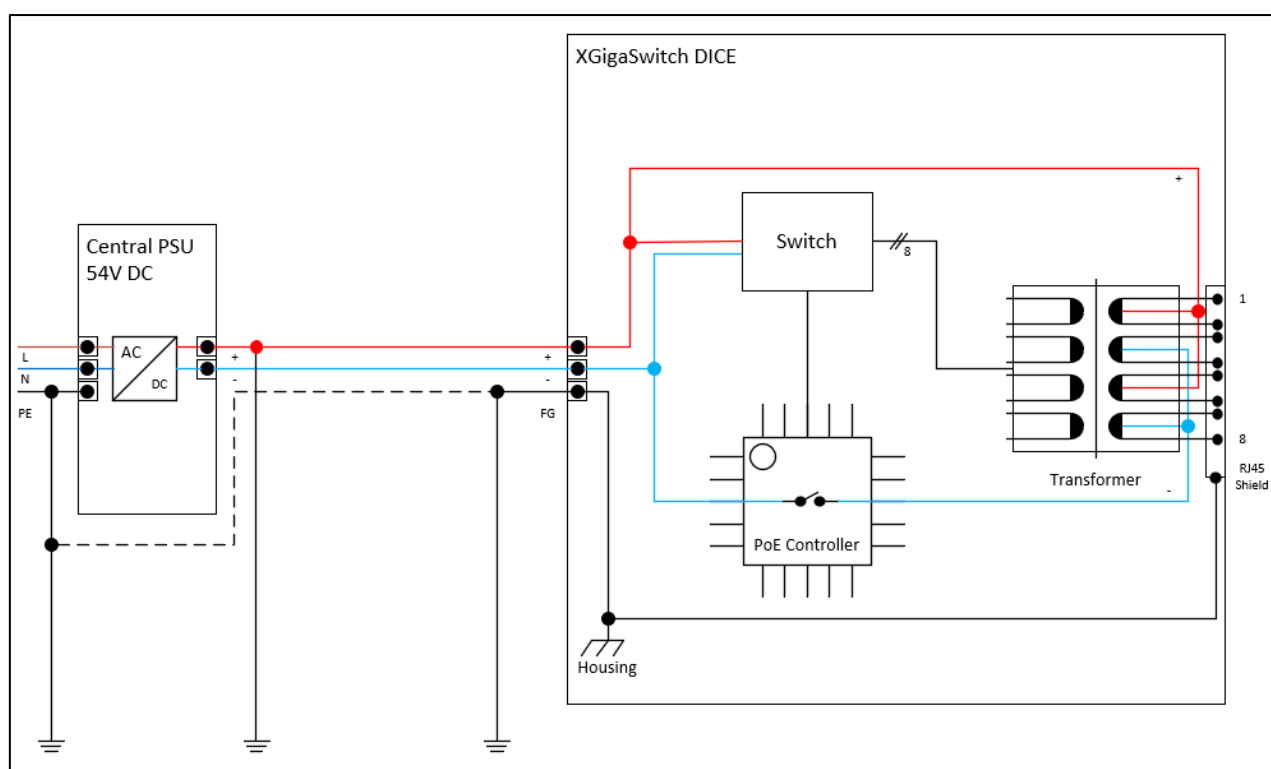 XGigaSwitch DICE
+
Switch
8
Central PSU
54V DC
1
AC
DC
L
N
PE
+
-
+
-
FG
8
RJ45
Shield
Transformer
-
PoE Controller
Housing